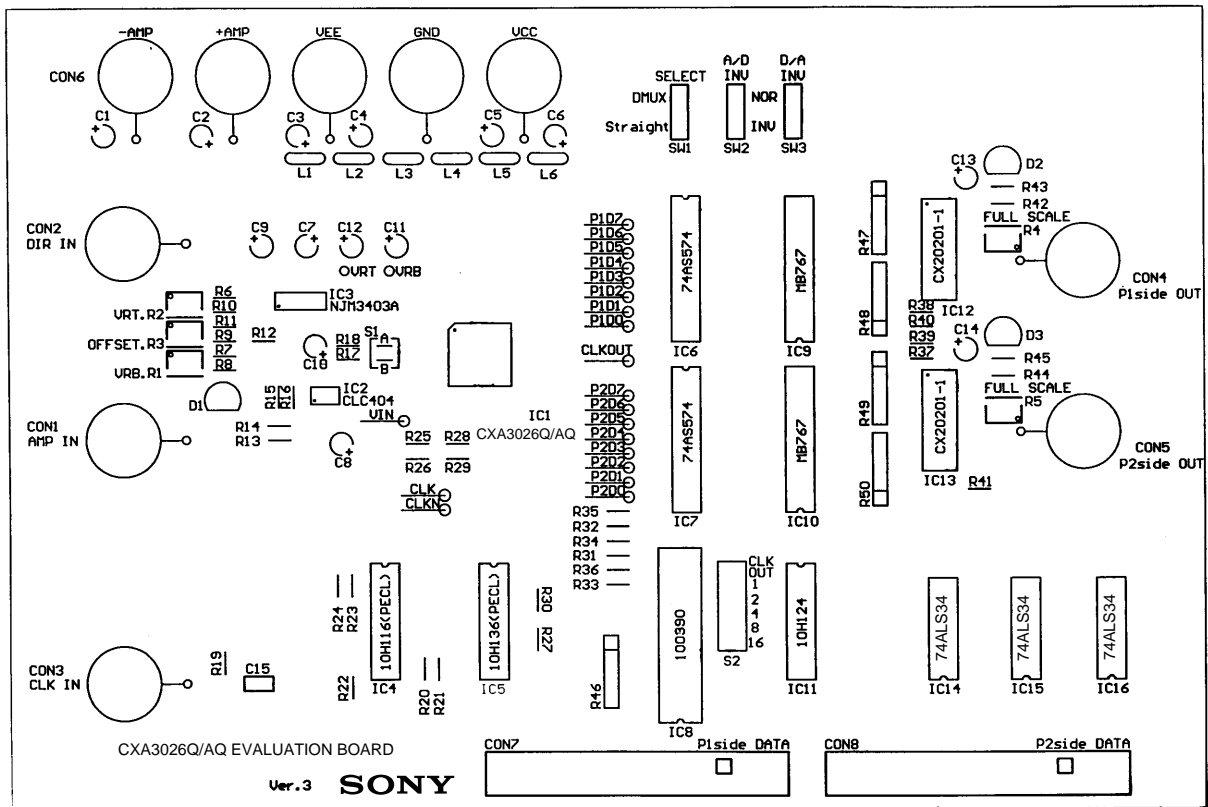 -AMP +AMP VEE GND VCC
CON6
C1 C2 C3 C4 C5 C6
L1 L2 L3 L4 L5 L6
SELECT A/D INV D/A INV
DMUX NOR
Straight INV
SW1 SW2 SW3
CON2
DIR IN
C9 C7 C12 C11
VRT VRB
R6
R10
VRT.R2
R11
R9
OFFSET.R3
R7
R8
VRB.R1
R12
IC3
NJM3403A
C10
R18
R17
S1
A
B
D1
R15
R16
IC2
CLC404
VIN
IC1
CXA3026Q/AQ
CON1
AMP IN
R14
R13
C8
R25 R28
R26 R29
CLK
CLKN
P1D7
P1D6
P1D5
P1D4
P1D3
P1D2
P1D1
P1D0
CLKOUT
P2D7
P2D6
P2D5
P2D4
P2D3
P2D2
P2D1
P2D0
R35
R32
R34
R31
R36
R33
74AS574
IC6
MB767
IC9
74AS574
IC7
MB767
IC10
R47
R48
R49
R50
C13
D2
R43
R42
FULL SCALE
R4
CX20201-1
IC12
R38
R40
R39
R37
CON4
P1side OUT
C14
D3
R45
R44
FULL SCALE
R5
CX20201-1
IC13
R41
CON5
P2side OUT
R24
R23
10H116(PECL)
IC4
R22
R20
R21
10H136(PECL)
IC5
R30
R27
R46
100390
IC8
CLK
OUT
1
2
4
8
16
S2
10H124
IC11
74ALS34
IC14
74ALS34
IC15
74ALS34
IC16
CON3
CLK IN
R19
C15
CXA3026Q/AQ EVALUATION BOARD
Ver.3 SONY
CON7 P1side DATA
CON8 P2side DATA